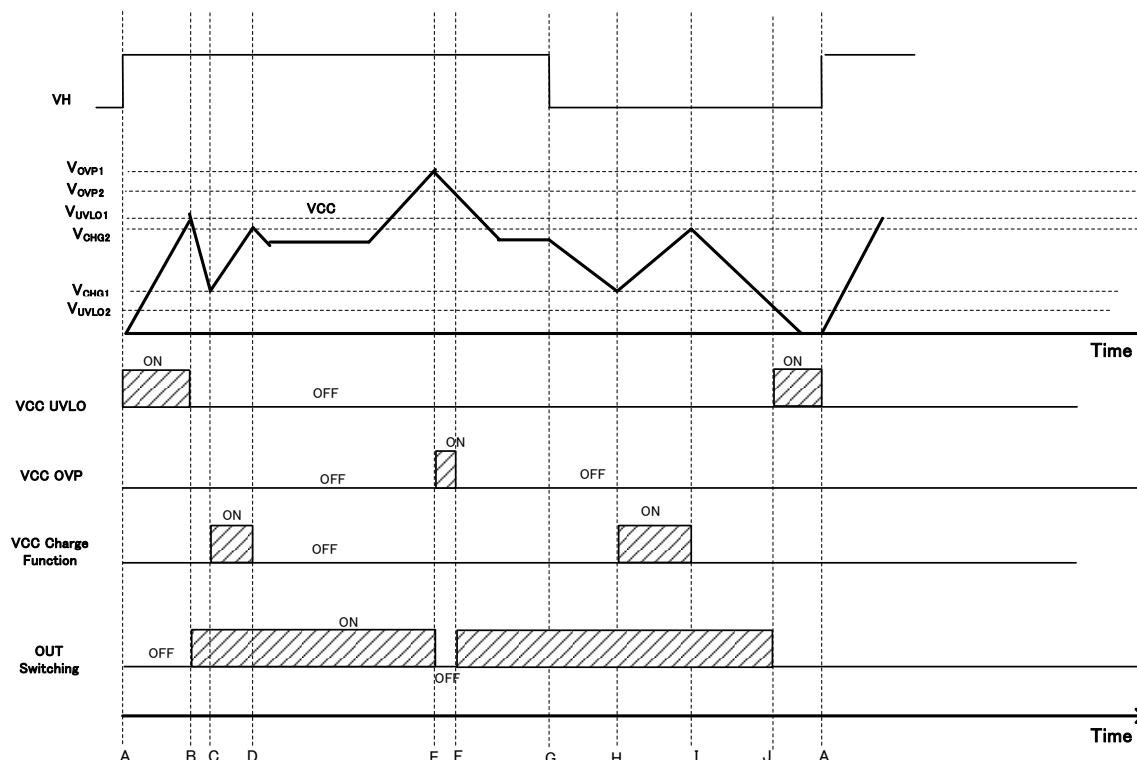 VH
VOVP1
VOVP2
VUVLO1
VCC
VCHG2
VCHG1
VUVLO2
Time
ON
ON
OFF
VCC UVLO
ON
VCC OVP
OFF
OFF
ON
ON
VCC Charge
Function
OFF
ON
OUT
Switching
OFF
OFF
Time
A B C D E F G H I J A